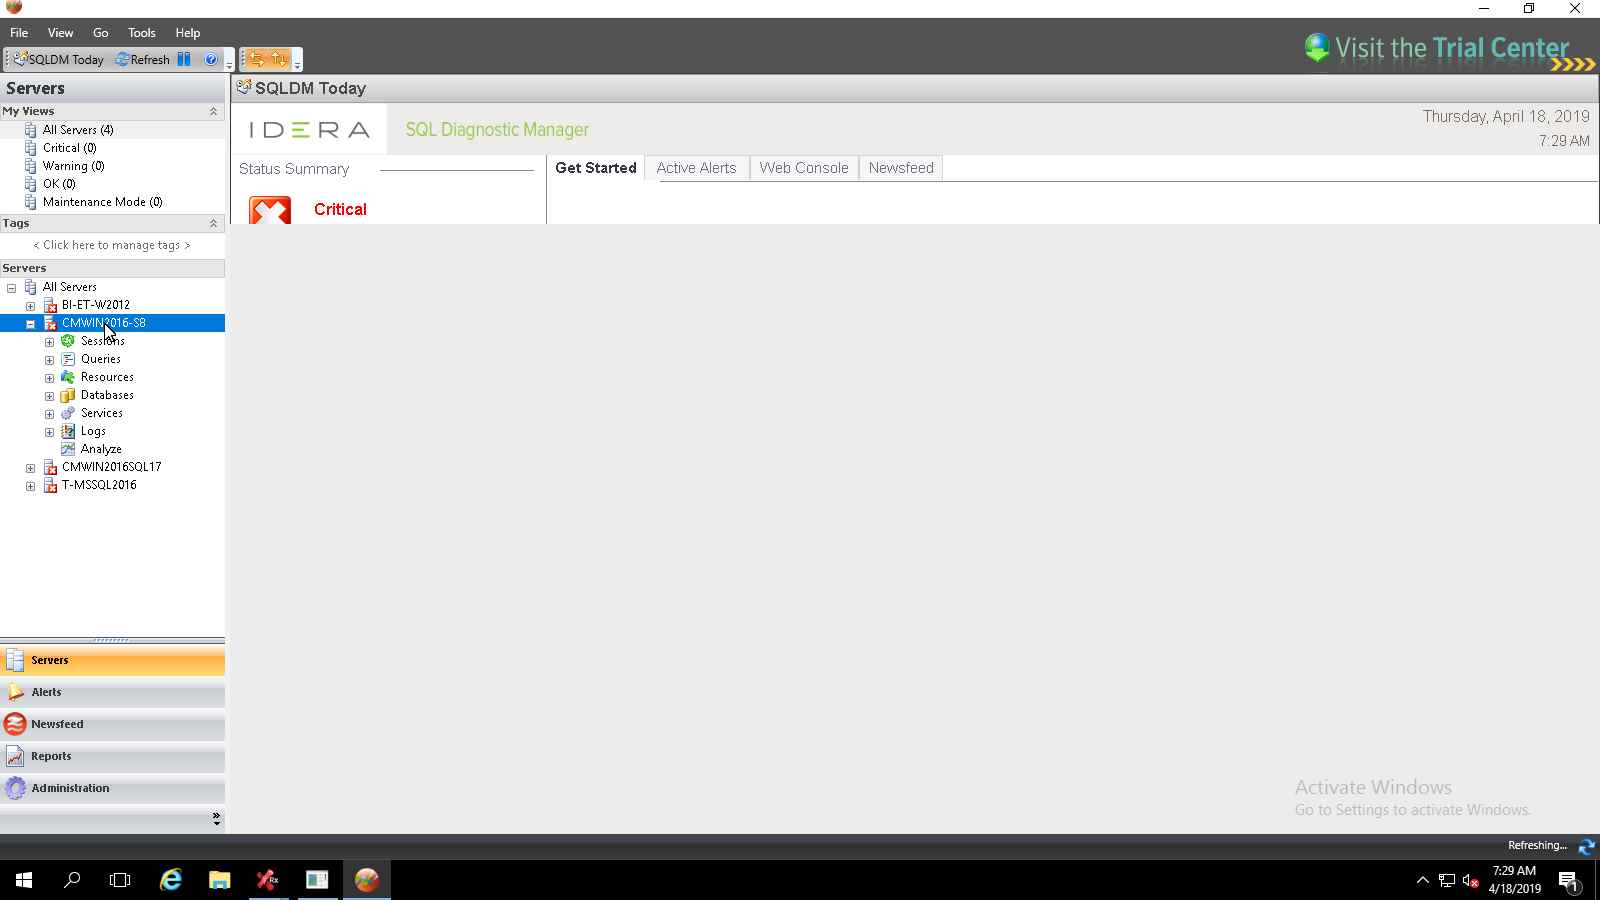 File View Go Tools Help
Visit the Trial Center
SQLDM Today Refresh
Servers
SQLDM Today
My Views
All Servers (4)
Critical (0)
Warning (0)
OK (0)
Maintenance Mode (0)
Tags
< Click here to manage tags >
Servers
All Servers
BI-ET-W2012
CMWIN2016-S8
Sessions
Queries
Resources
Databases
Services
Logs
Analyze
CMWIN2016SQL17
T-MSSQL2016
Servers
Alerts
Newsfeed
Reports
Administration
IDERA
SQL Diagnostic Manager
Thursday, April 18, 2019
7:29 AM
Status Summary
Get Started Active Alerts Web Console Newsfeed
Critical
Activate Windows
Go to Settings to activate Windows.
Refreshing...
Rx
7:29 AM
4/18/2019
1